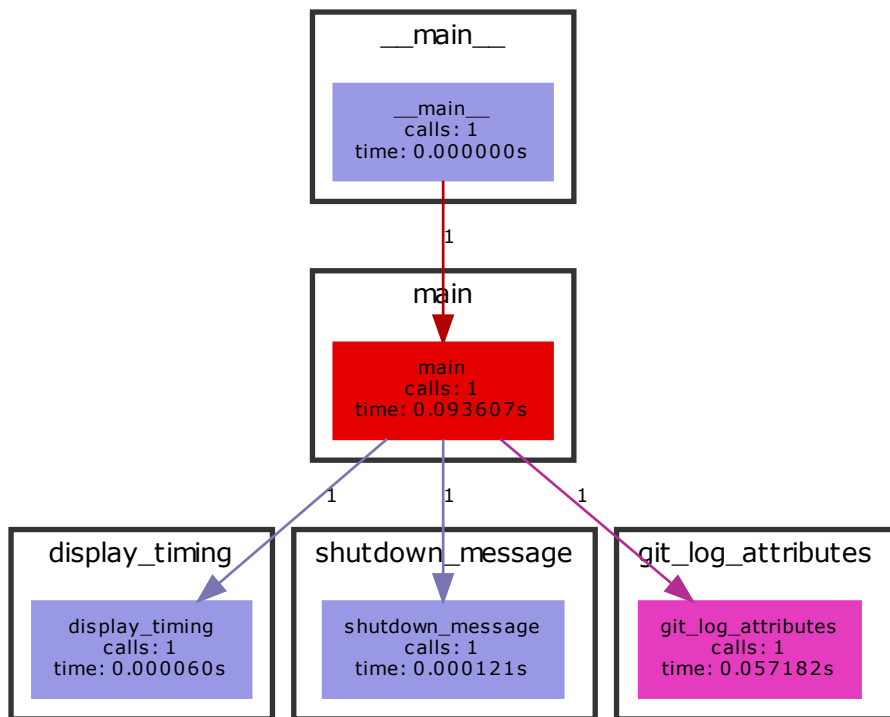 __main__
__main__
calls: 1
time: 0.000000s
1
main
main
calls: 1
time: 0.093607s
1
1
1
display_timing
shutdown_message
git_log_attributes
display_timing
calls: 1
time: 0.000060s
shutdown_message
calls: 1
time: 0.000121s
git_log_attributes
calls: 1
time: 0.057182s